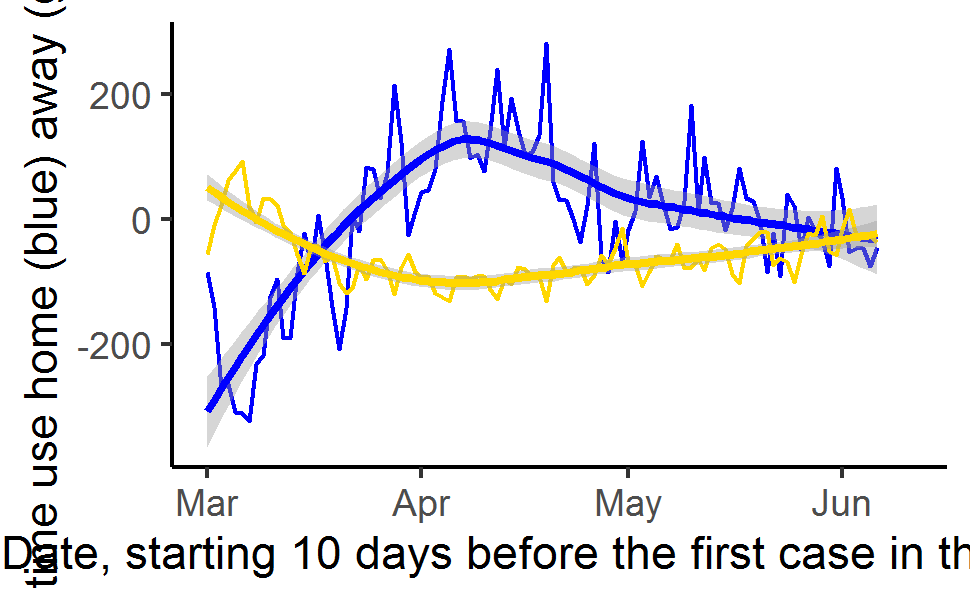 time use home (blue) away (
200
0
-200
Mar Apr May Jun
Date, starting 10 days before the first case in th